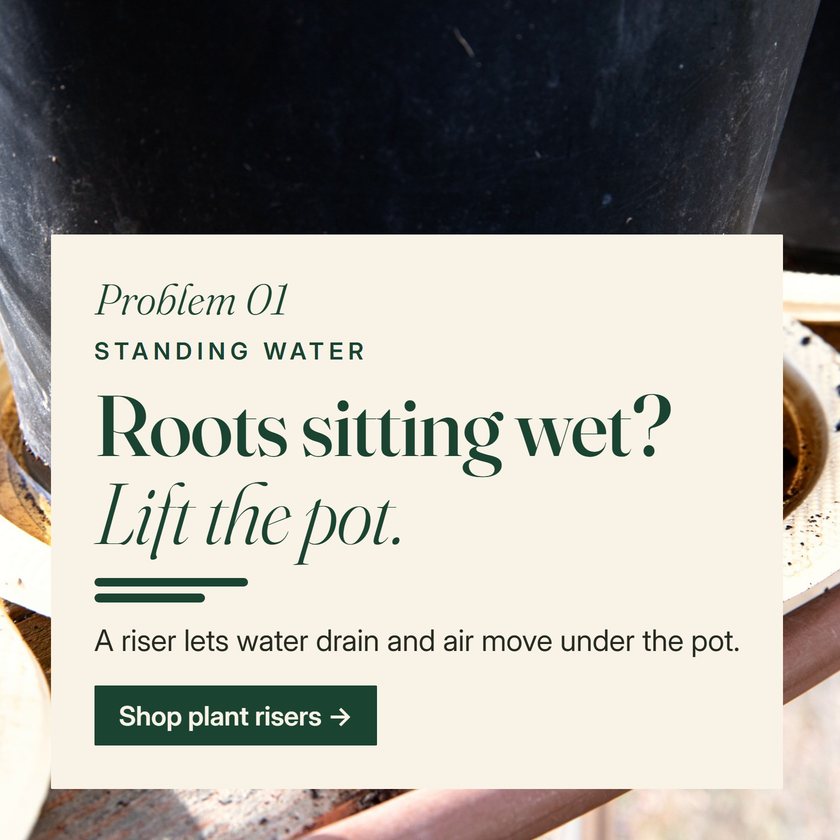 Problem 01
STANDING WATER
Roots sitting wet?
Lift the pot.
A riser lets water drain and air move under the pot.
Shop plant risers →